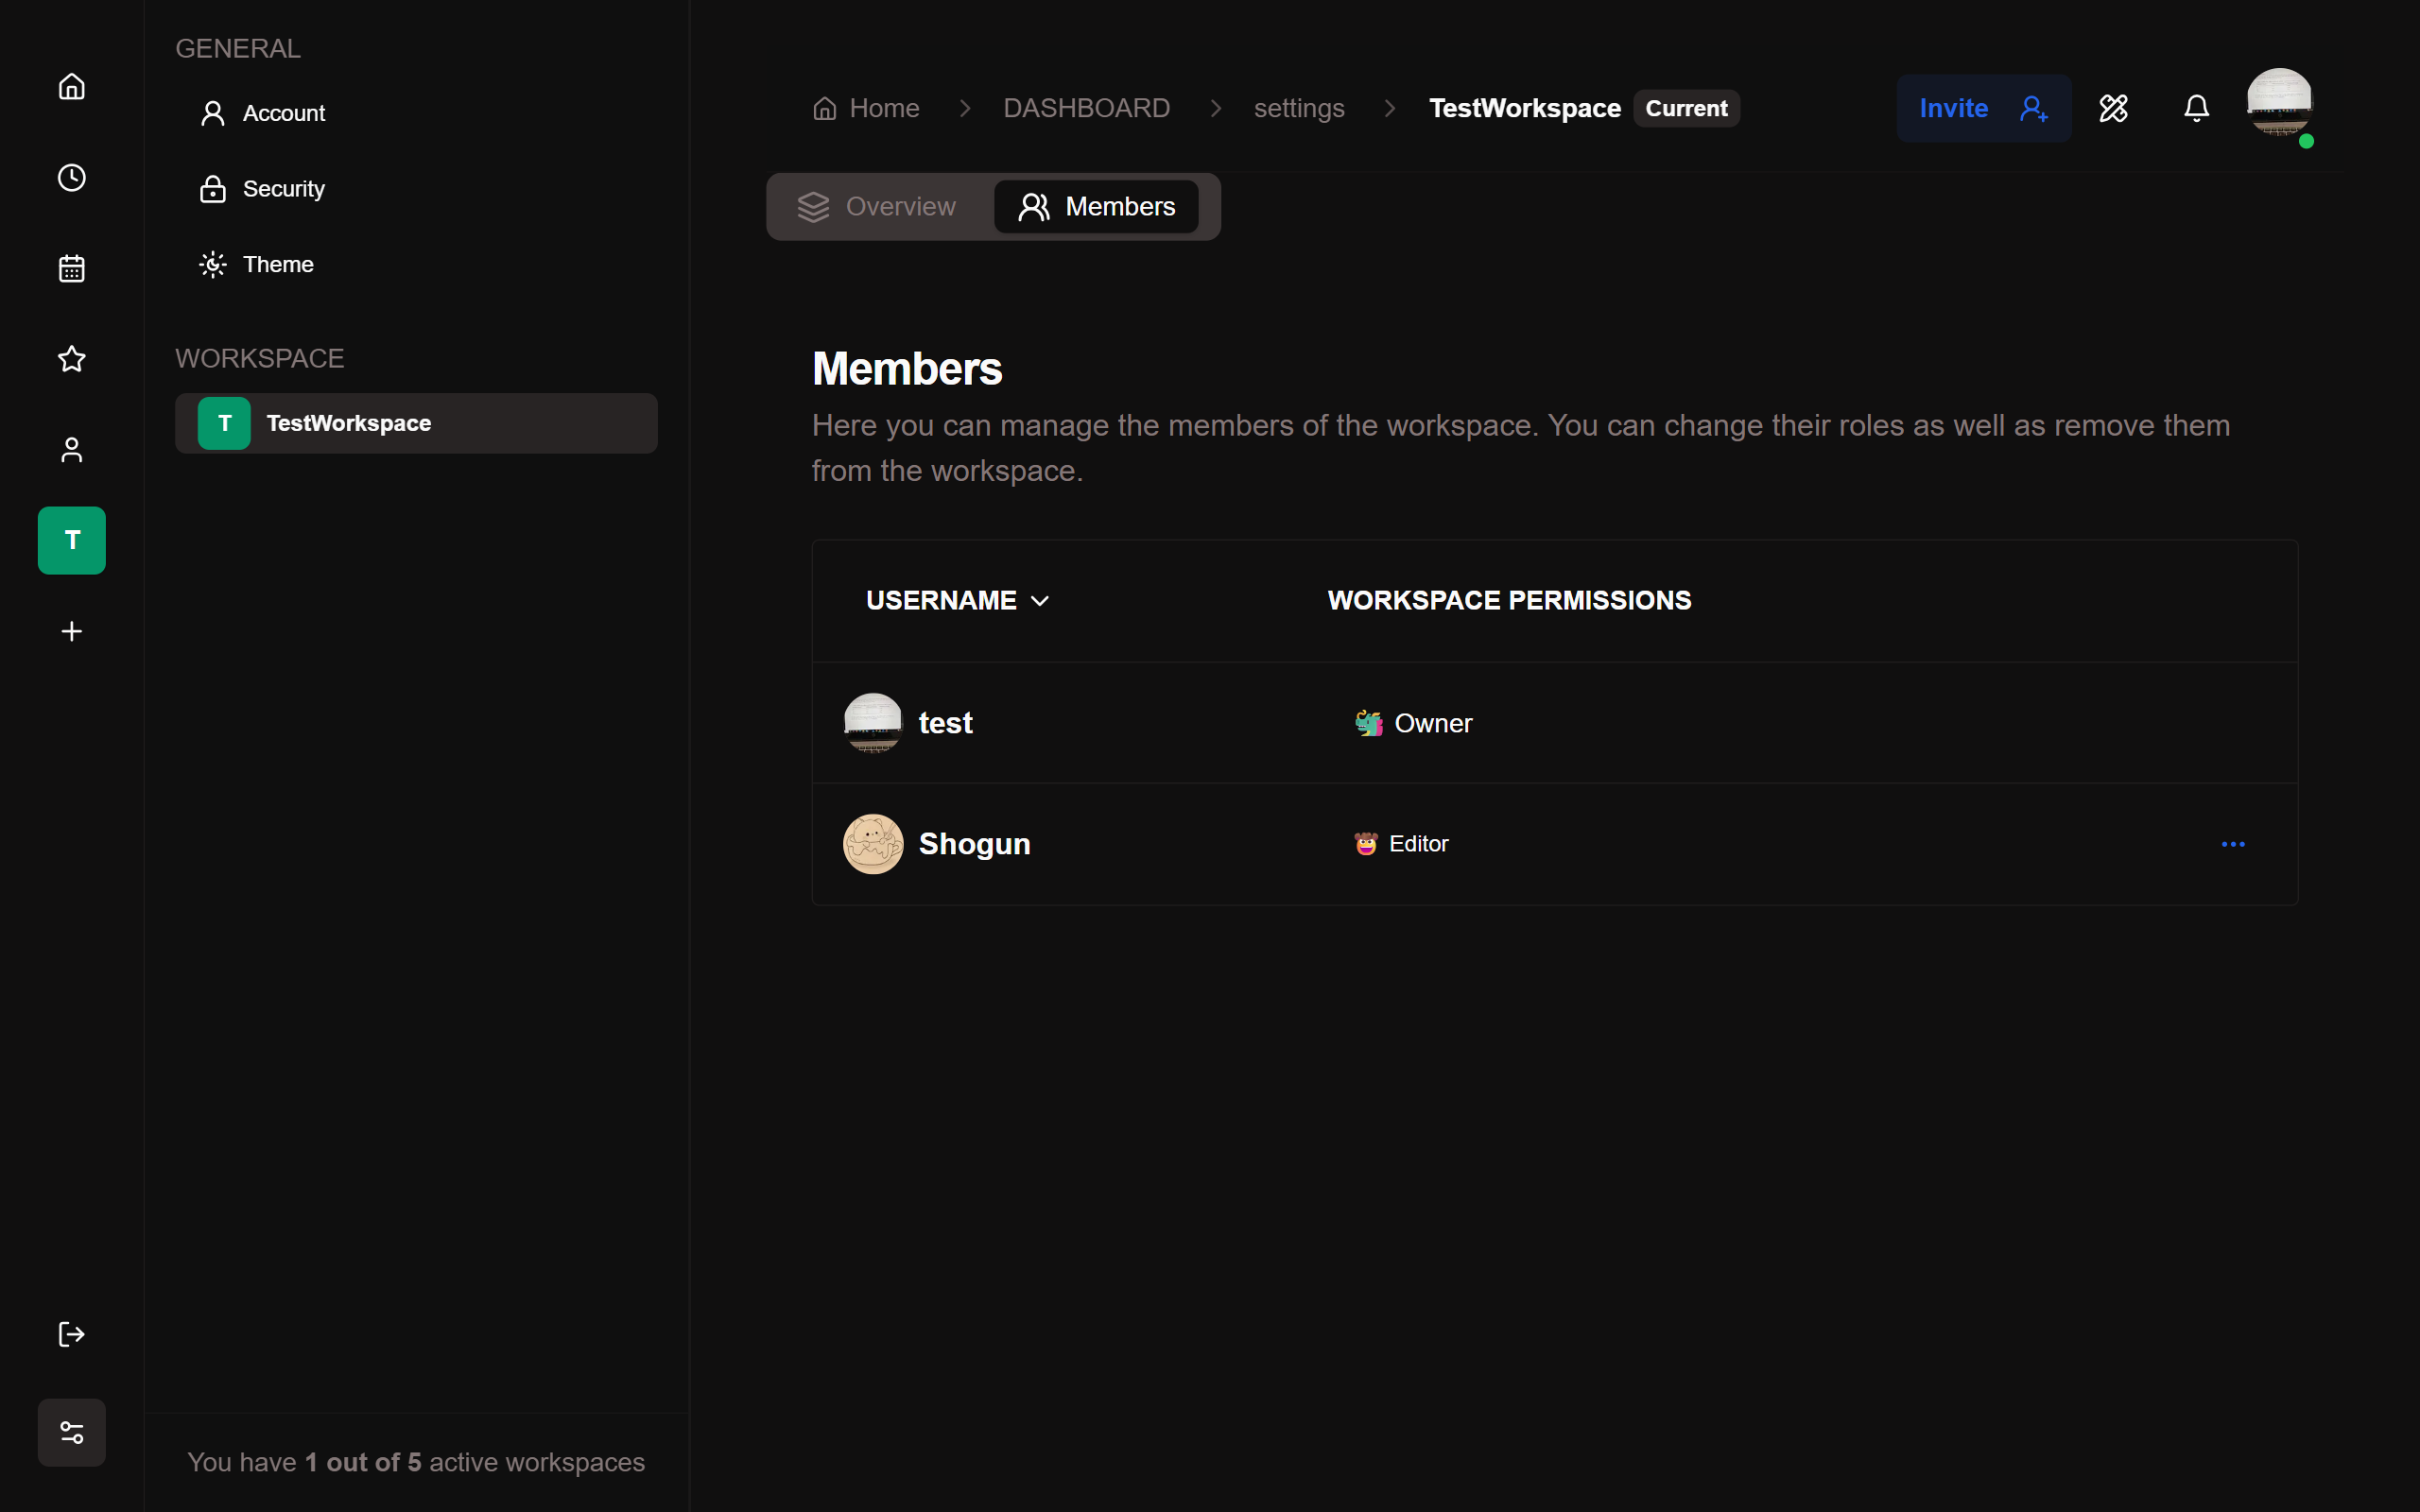 GENERAL
Account
Security
Theme
WORKSPACE
T TestWorkspace
T
You have 1 out of 5 active workspaces
Home DASHBOARD settings TestWorkspace Current
Invite
Overview Members
Members
Here you can manage the members of the workspace. You can change their roles as well as remove them
from the workspace.
USERNAME WORKSPACE PERMISSIONS
test Owner
Shogun Editor